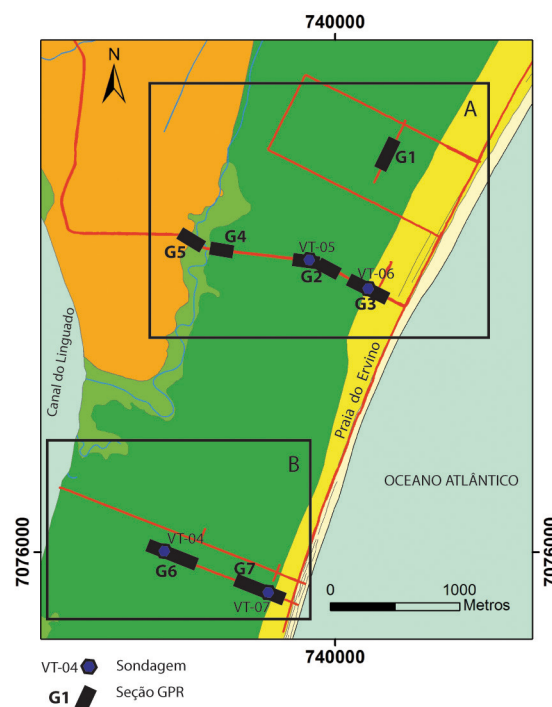 740000
N
A
G1
G5
G4
VT-05
G2
VT-06
G3
Canal do Linguado
Praia do Ervino
B
OCEANO ATLÂNTICO
VT-04
7076000
7076000
G6
G7
VT-07
0
1000
Metros
740000
VT-04 Sondagem
G1 Seção GPR